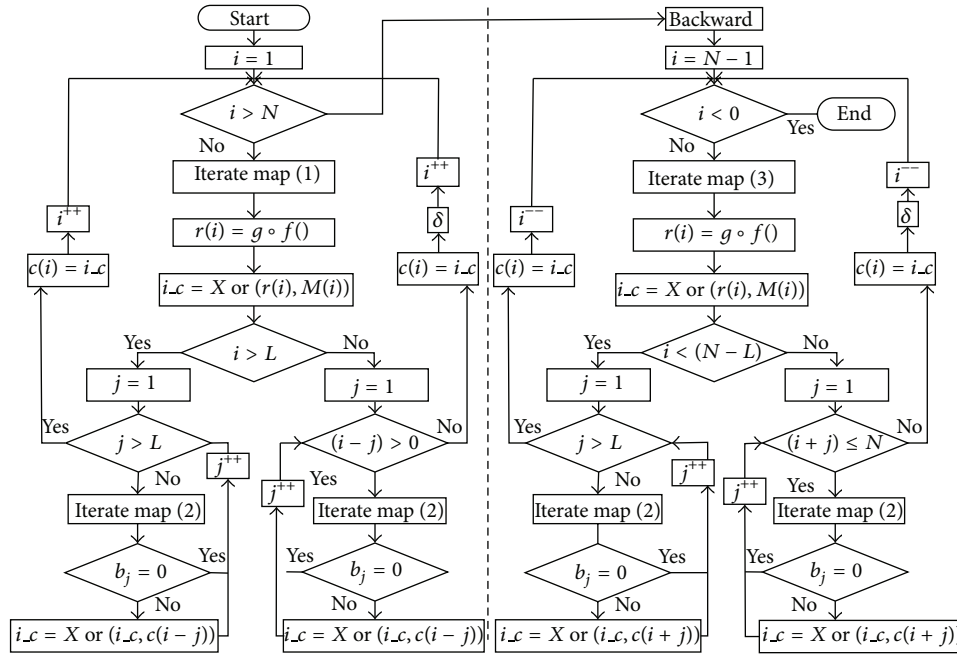 Start
i = 1
i > N
No
Iterate map (1)
r(i) = g ∘ f()
i_c = X or (r(i), M(i))
i > L
Yes
No
j = 1
j > L
Yes
No
Iterate map (2)
b_j = 0
Yes
No
i_c = X or (i_c, c(i − j))
j++
c(i) = i_c
i++
j = 1
(i − j) > 0
No
Yes
Iterate map (2)
b_j = 0
Yes
No
i_c = X or (i_c, c(i − j))
j++
c(i) = i_c
δ
i++
Backward
i = N − 1
i < 0
Yes
End
No
Iterate map (3)
r(i) = g ∘ f()
i_c = X or (r(i), M(i))
i < (N − L)
Yes
No
j = 1
j > L
Yes
No
Iterate map (2)
b_j = 0
Yes
No
i_c = X or (i_c, c(i + j))
j++
c(i) = i_c
i−−
j = 1
(i + j) ≤ N
No
Yes
Iterate map (2)
b_j = 0
Yes
No
i_c = X or (i_c, c(i + j))
j++
c(i) = i_c
δ
i−−